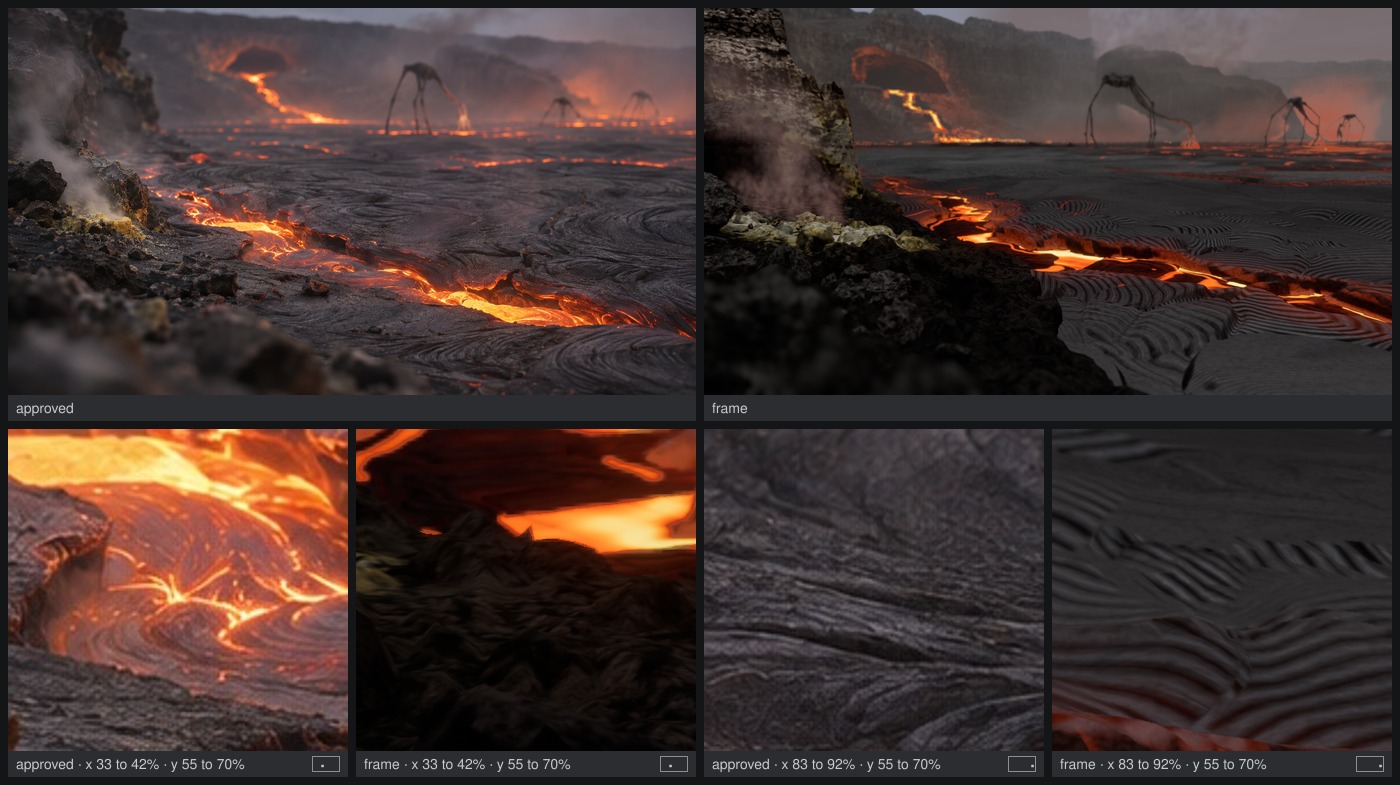 approved
frame
approved · x 33 to 42% · y 55 to 70%
frame · x 33 to 42% · y 55 to 70%
approved · x 83 to 92% · y 55 to 70%
frame · x 83 to 92% · y 55 to 70%